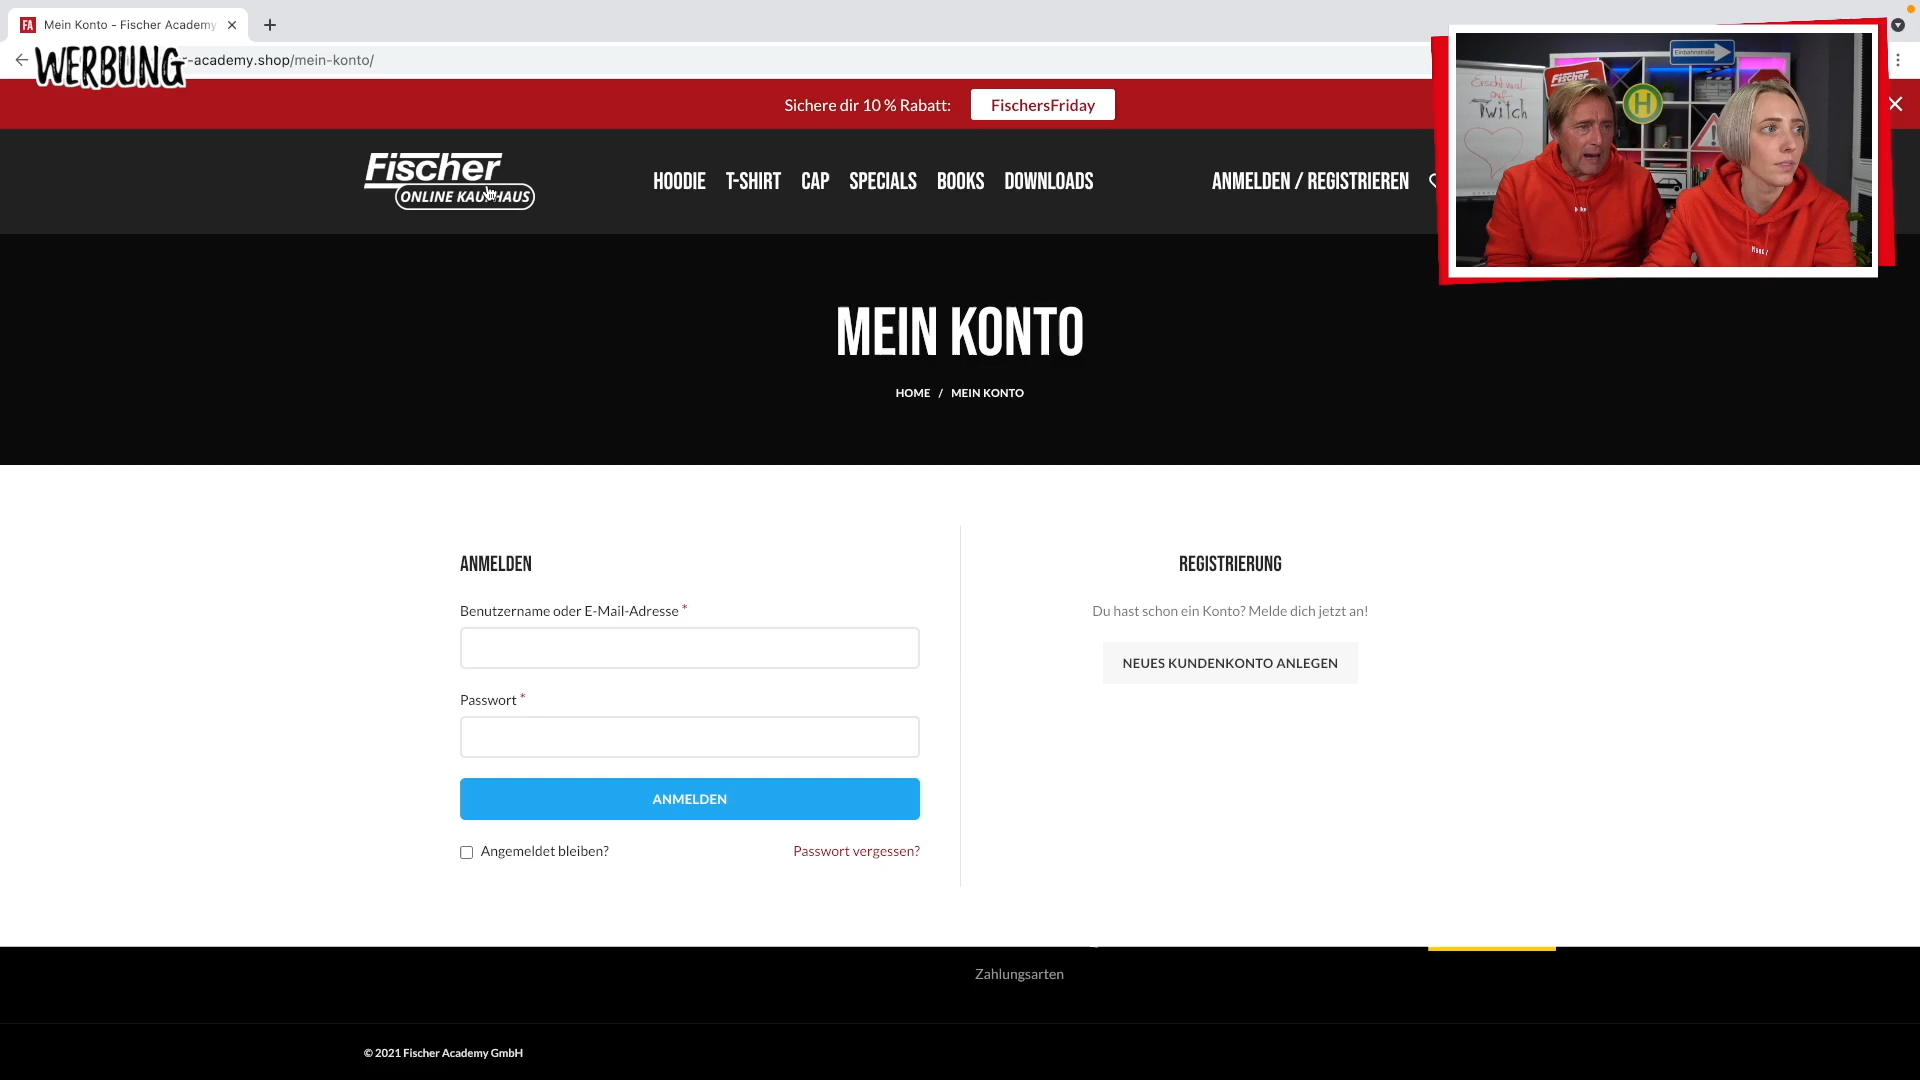 Mein Konto - Fischer Academy
WERBUNG
-academy.shop/mein-konto/
Sichere dir 10 % Rabatt:
FischersFriday
Fischer
ONLINE KAUFHAUS
HOODIE
T-SHIRT
CAP
SPECIALS
BOOKS
DOWNLOADS
ANMELDEN / REGISTRIEREN
Einbahnstraße
Fischer
Twitch
H
MEIN KONTO
HOME / MEIN KONTO
ANMELDEN
REGISTRIERUNG
Benutzername oder E-Mail-Adresse *
Du hast schon ein Konto? Melde dich jetzt an!
NEUES KUNDENKONTO ANLEGEN
Passwort *
ANMELDEN
Angemeldet bleiben?
Passwort vergessen?
Zahlungsarten
© 2021 Fischer Academy GmbH